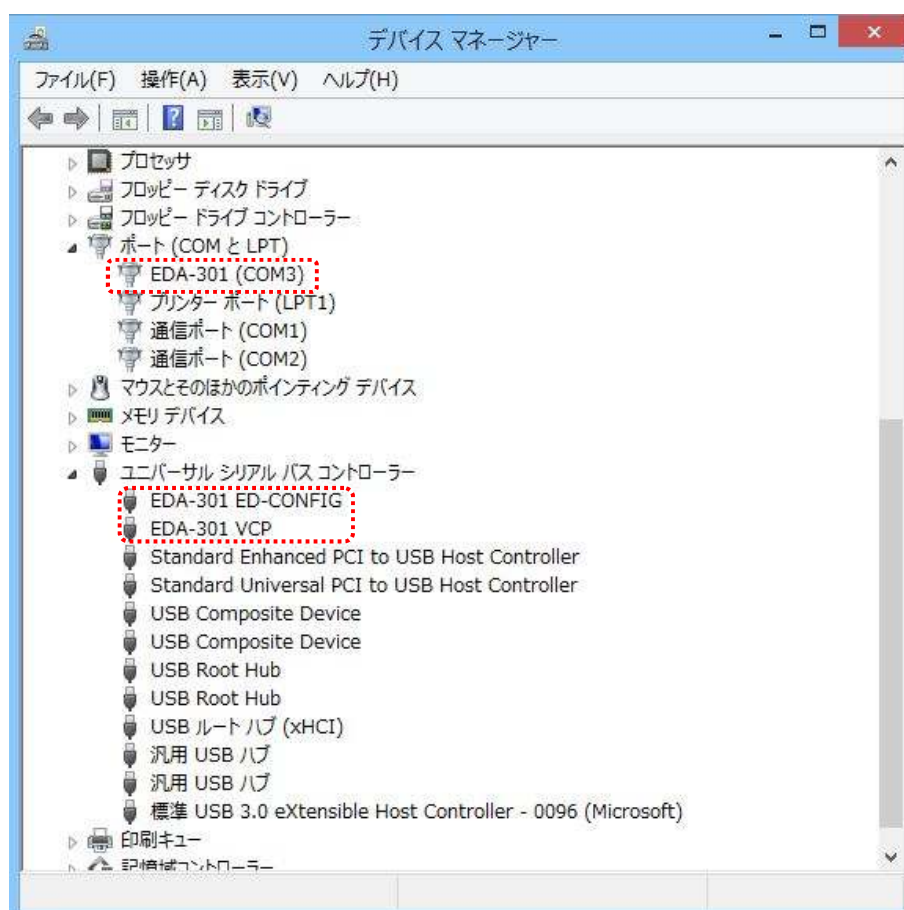 デバイス マネージャー
ファイル(F) 操作(A) 表示(V) ヘルプ(H)
プロセッサ
フロッピー ディスク ドライブ
フロッピー ドライブ コントローラー
ポート (COM と LPT)
EDA-301 (COM3)
プリンター ポート (LPT1)
通信ポート (COM1)
通信ポート (COM2)
マウスとそのほかのポインティング デバイス
メモリ デバイス
モニター
ユニバーサル シリアル バス コントローラー
EDA-301 ED-CONFIG
EDA-301 VCP
Standard Enhanced PCI to USB Host Controller
Standard Universal PCI to USB Host Controller
USB Composite Device
USB Composite Device
USB Root Hub
USB Root Hub
USB ルート ハブ (xHCI)
汎用 USB ハブ
汎用 USB ハブ
標準 USB 3.0 eXtensible Host Controller - 0096 (Microsoft)
印刷キュー
記憶域コントローラー